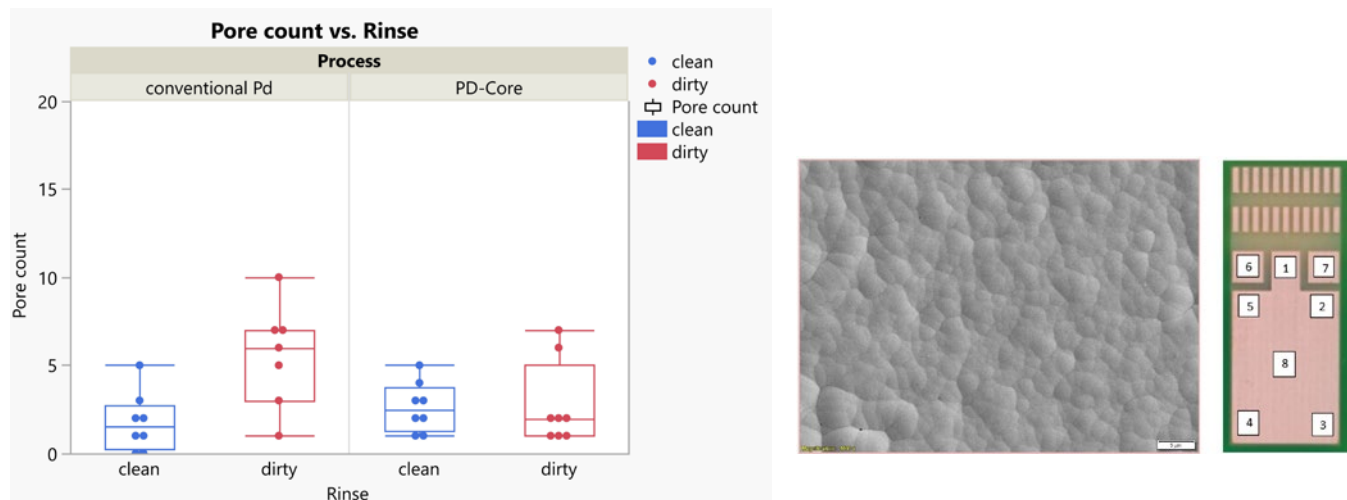 Pore count vs. Rinse
Process
conventional Pd PD-Core
clean
dirty
Pore count
clean
dirty
20
15
10
5
0
Pore count
clean dirty clean dirty
Rinse
6 1 7
5 2
8
4 3